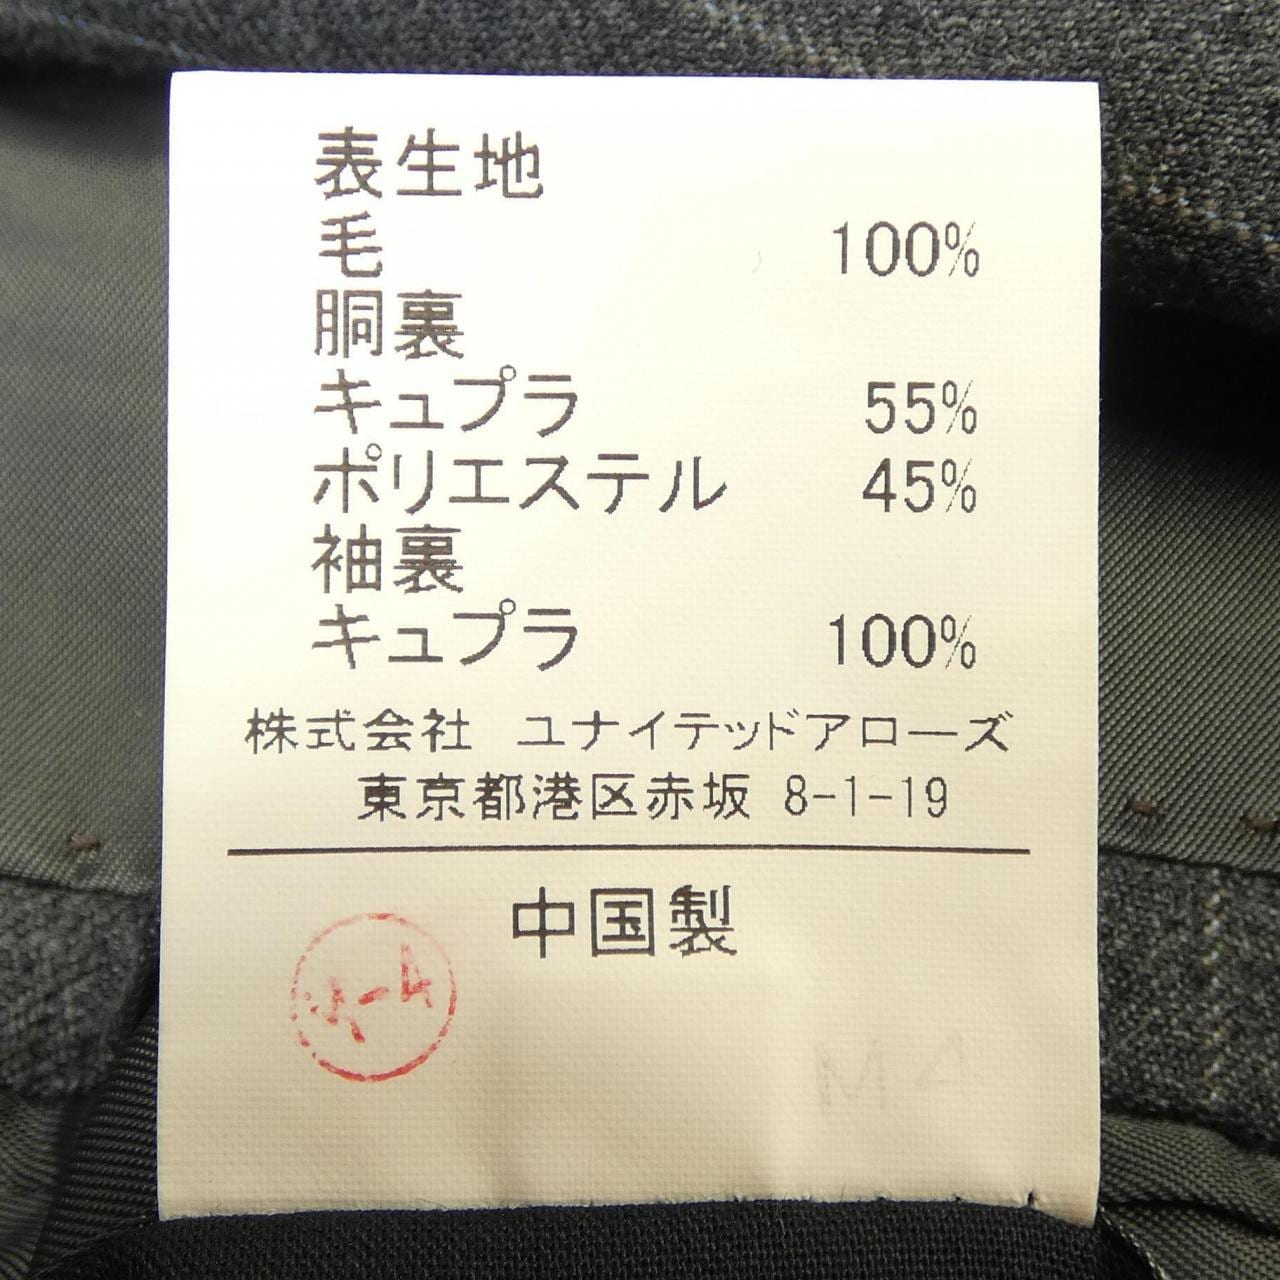 表生地
毛 100%
胴裏
キュプラ 55%
ポリエステル 45%
袖裏
キュプラ 100%
株式会社 ユナイテッドアローズ
東京都港区赤坂 8-1-19
中国製